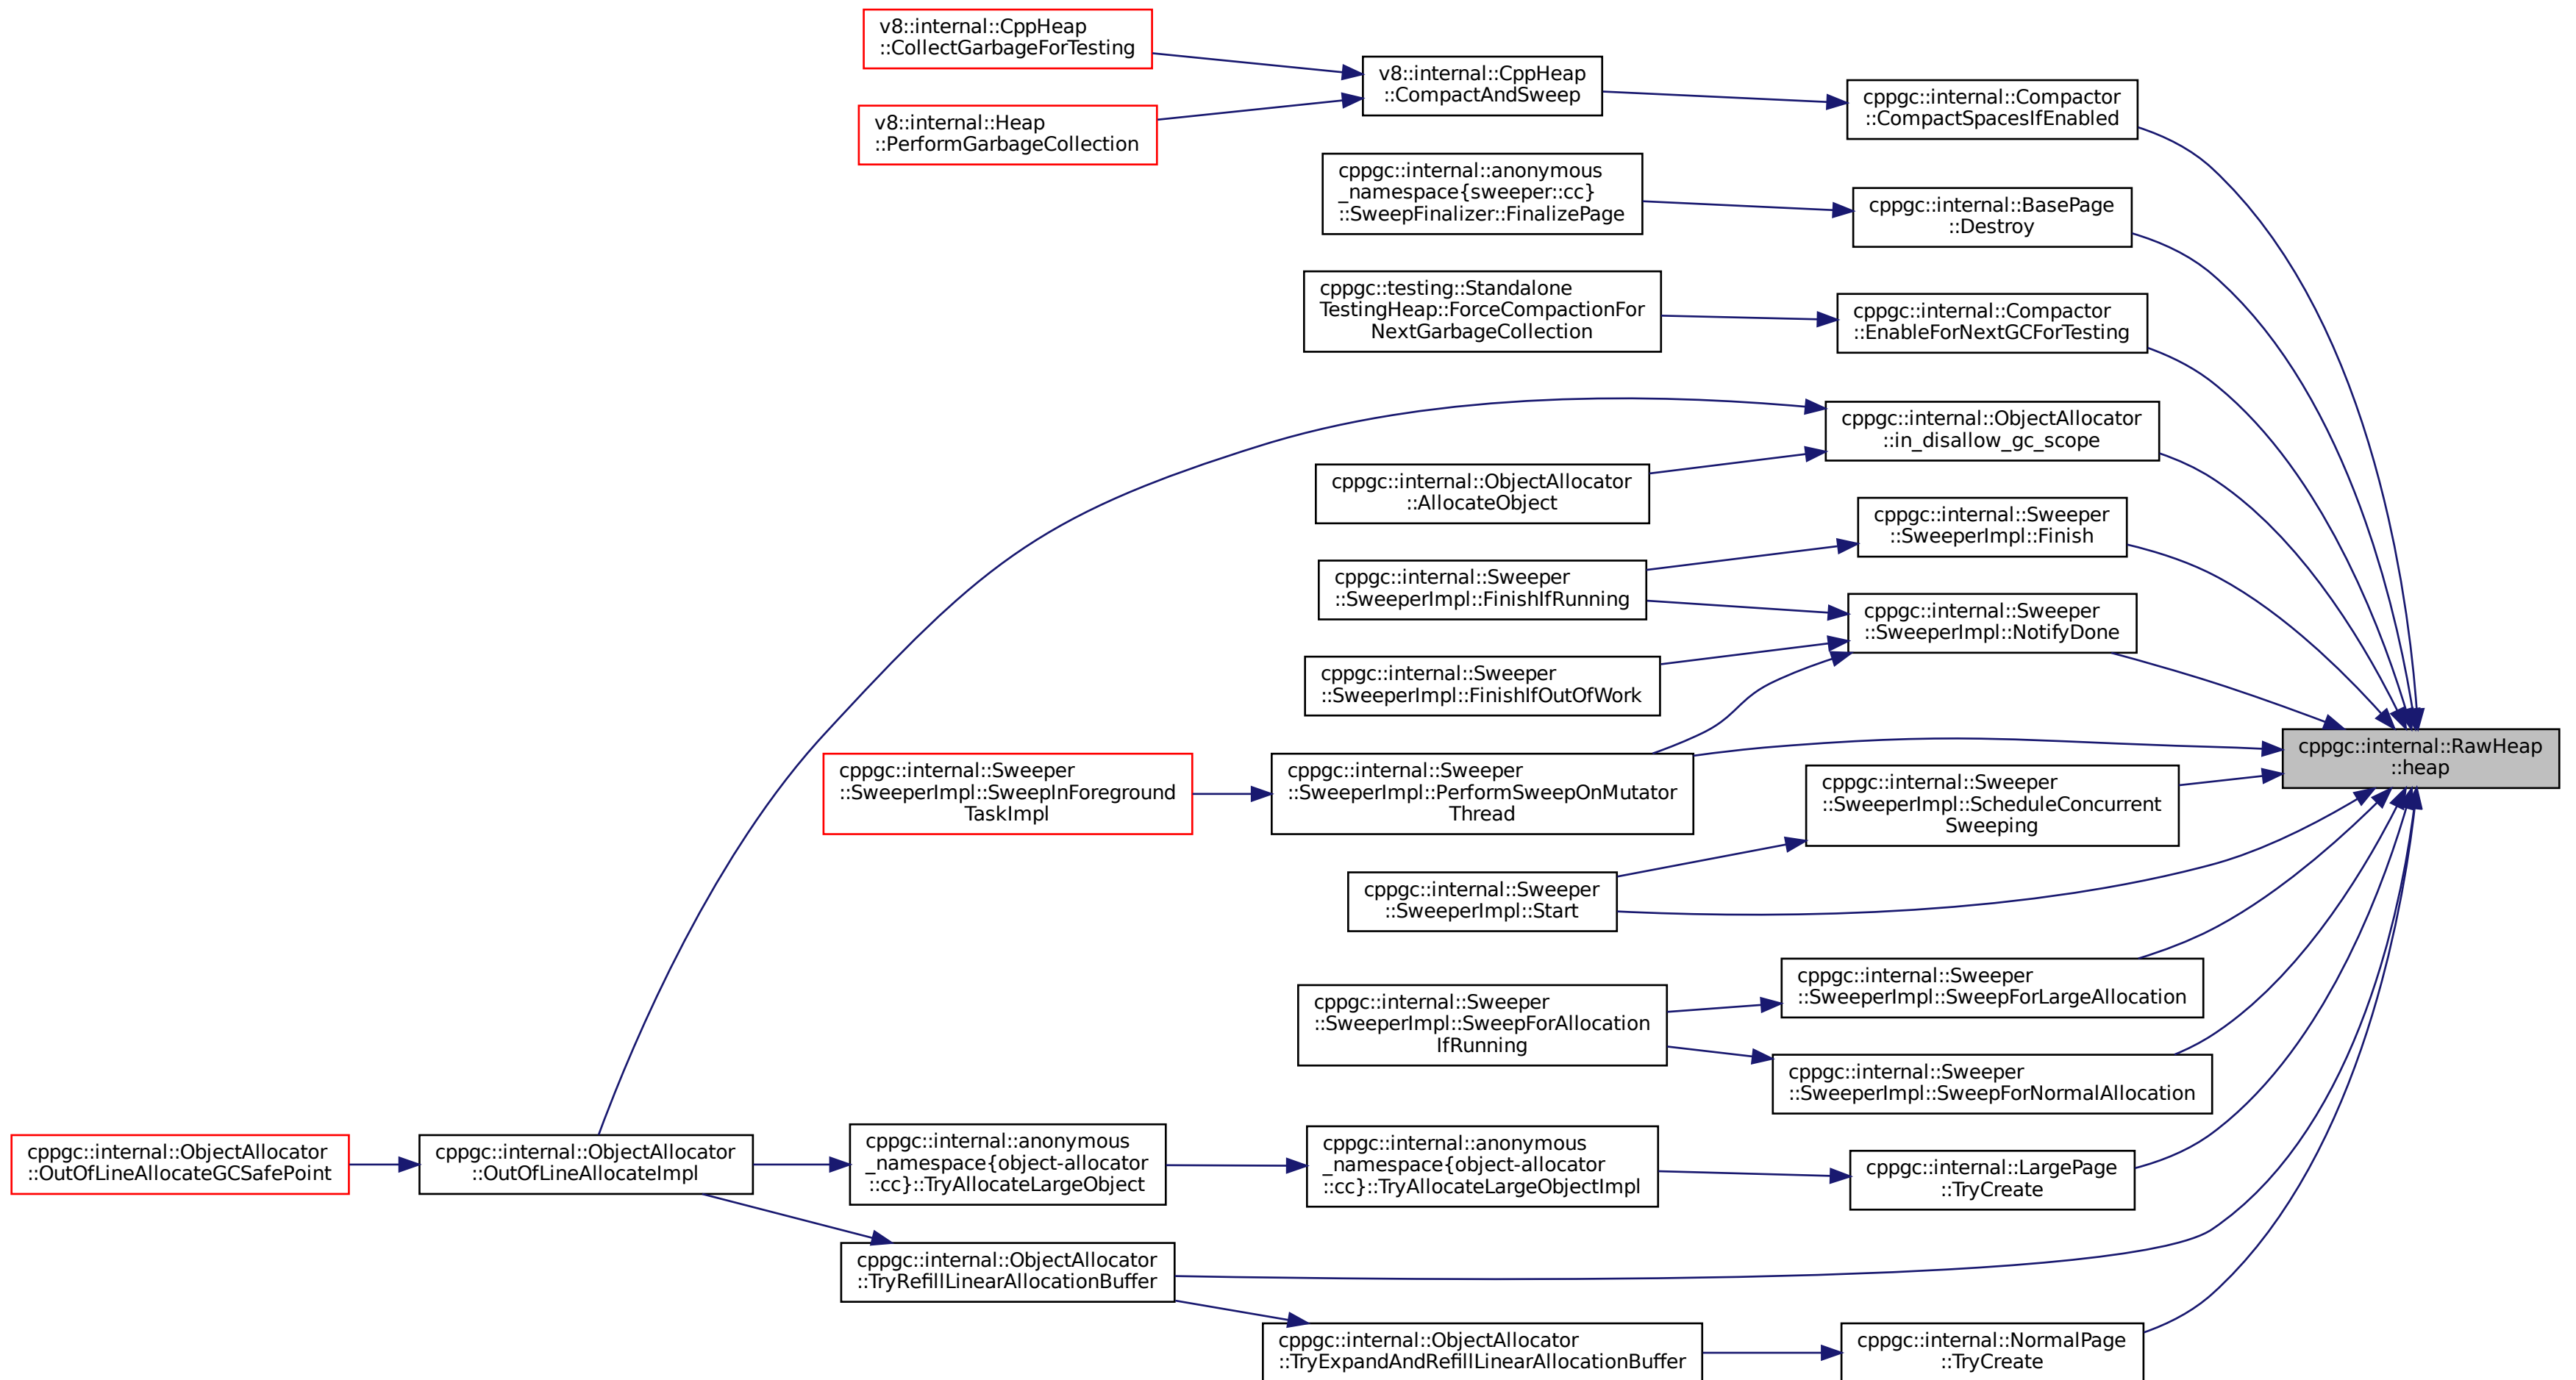 v8::internal::CppHeap
::CollectGarbageForTesting
v8::internal::Heap
::PerformGarbageCollection
v8::internal::CppHeap
::CompactAndSweep
cppgc::internal::Compactor
::CompactSpacesIfEnabled
cppgc::internal::anonymous
_namespace{sweeper::cc}
::SweepFinalizer::FinalizePage
cppgc::internal::BasePage
::Destroy
cppgc::testing::Standalone
TestingHeap::ForceCompactionFor
NextGarbageCollection
cppgc::internal::Compactor
::EnableForNextGCForTesting
cppgc::internal::ObjectAllocator
::in_disallow_gc_scope
cppgc::internal::ObjectAllocator
::AllocateObject
cppgc::internal::Sweeper
::SweeperImpl::Finish
cppgc::internal::Sweeper
::SweeperImpl::FinishIfRunning
cppgc::internal::Sweeper
::SweeperImpl::NotifyDone
cppgc::internal::Sweeper
::SweeperImpl::FinishIfOutOfWork
cppgc::internal::RawHeap
::heap
cppgc::internal::Sweeper
::SweeperImpl::SweepInForeground
TaskImpl
cppgc::internal::Sweeper
::SweeperImpl::PerformSweepOnMutator
Thread
cppgc::internal::Sweeper
::SweeperImpl::ScheduleConcurrent
Sweeping
cppgc::internal::Sweeper
::SweeperImpl::Start
cppgc::internal::Sweeper
::SweeperImpl::SweepForLargeAllocation
cppgc::internal::Sweeper
::SweeperImpl::SweepForAllocation
IfRunning
cppgc::internal::Sweeper
::SweeperImpl::SweepForNormalAllocation
cppgc::internal::ObjectAllocator
::OutOfLineAllocateGCSafePoint
cppgc::internal::ObjectAllocator
::OutOfLineAllocateImpl
cppgc::internal::anonymous
_namespace{object-allocator
::cc}::TryAllocateLargeObject
cppgc::internal::anonymous
_namespace{object-allocator
::cc}::TryAllocateLargeObjectImpl
cppgc::internal::LargePage
::TryCreate
cppgc::internal::ObjectAllocator
::TryRefillLinearAllocationBuffer
cppgc::internal::ObjectAllocator
::TryExpandAndRefillLinearAllocationBuffer
cppgc::internal::NormalPage
::TryCreate